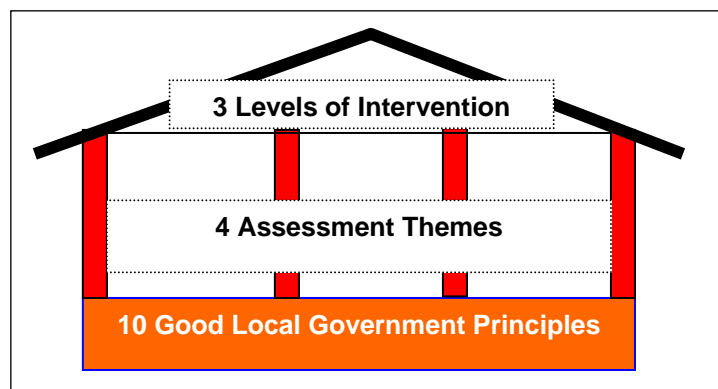 3 Levels of Intervention
4 Assessment Themes
10 Good Local Government Principles